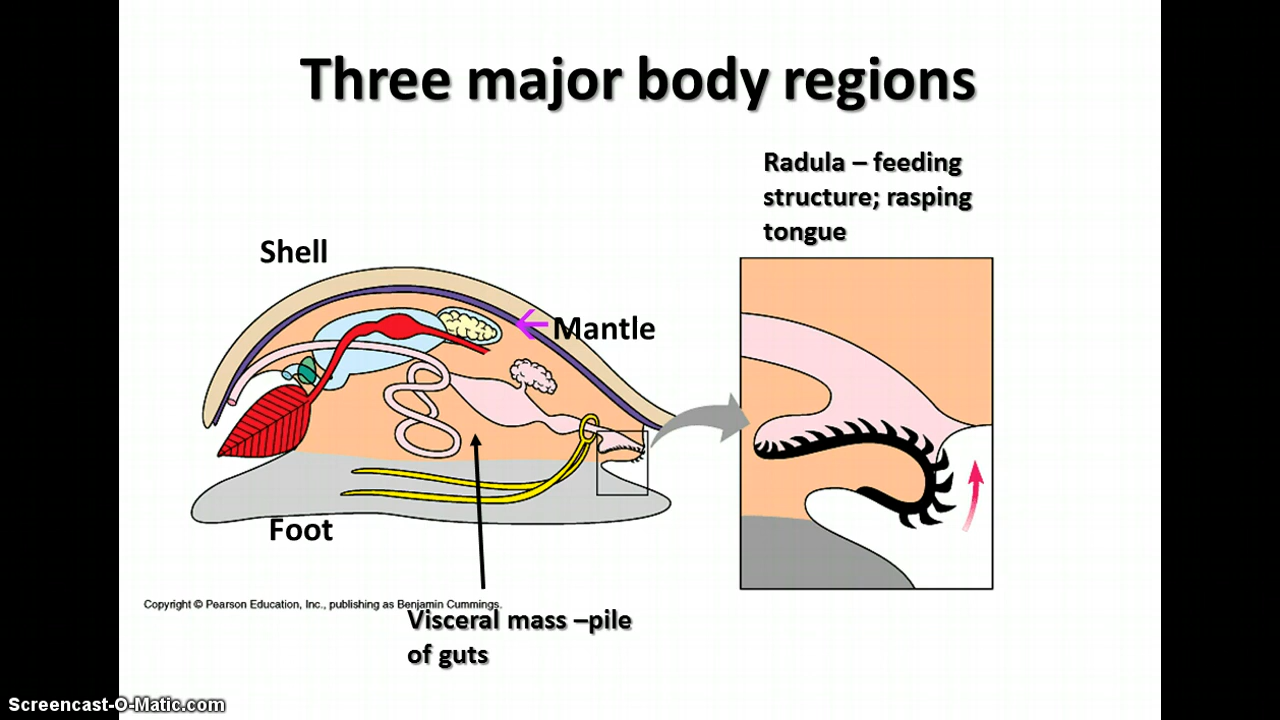 Three major body regions
Radula – feeding
structure; rasping
tongue
Shell
Mantle
Foot
Copyright © Pearson Education, Inc., publishing as Benjamin Cummings.
Visceral mass –pile
of guts
Screencast-O-Matic.com